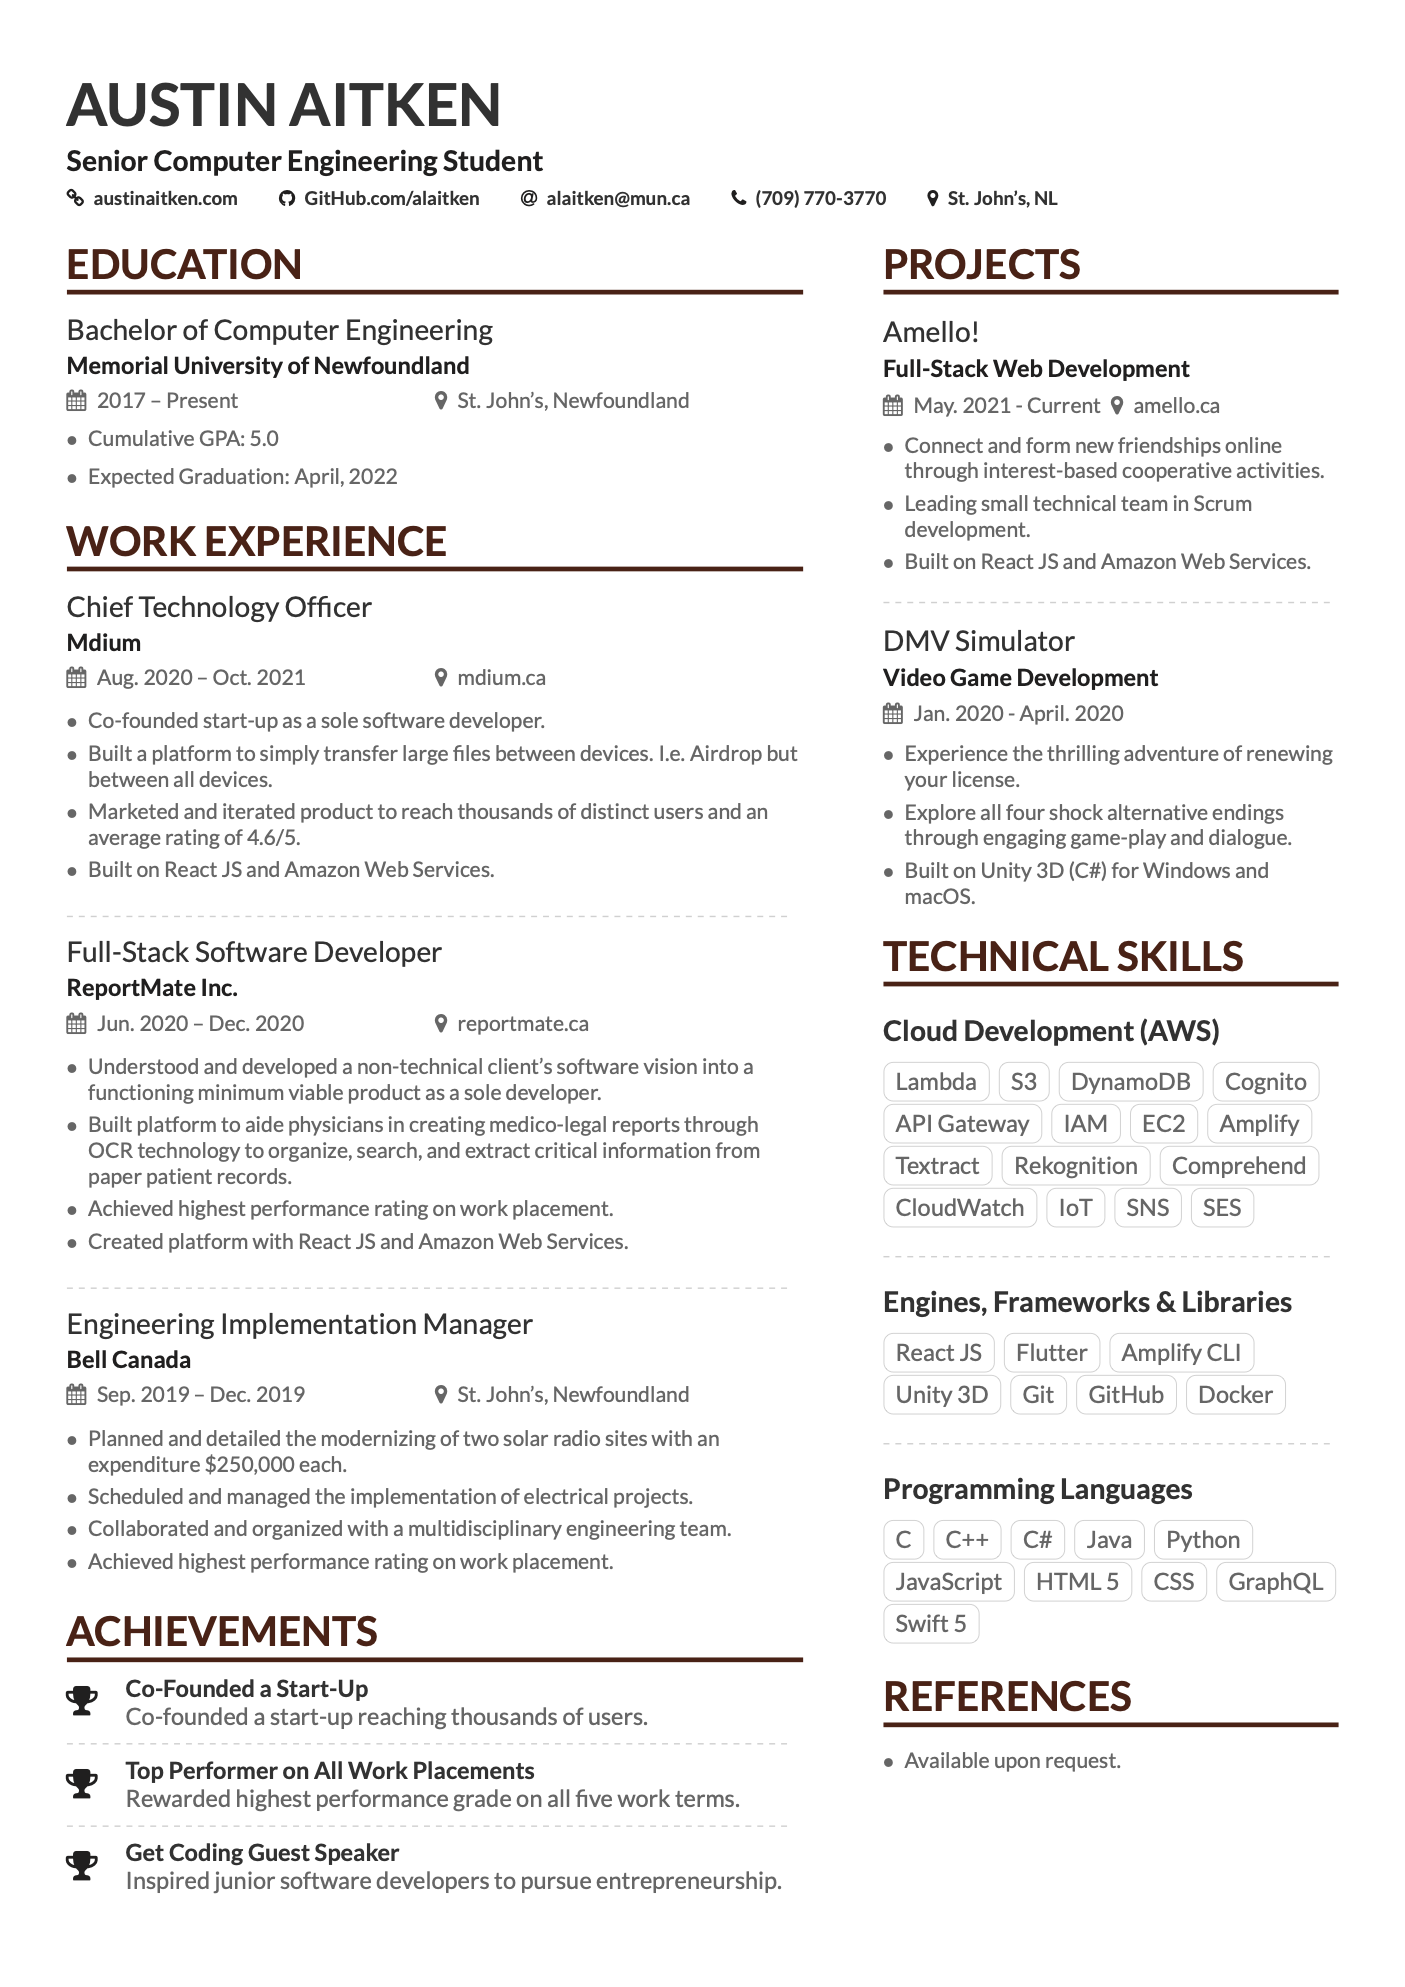 AUSTIN AITKEN
Senior Computer Engineering Student
austinaitken.com GitHub.com/alaitken alaitken@mun.ca (709) 770-3770 St. John’s, NL
EDUCATION
Bachelor of Computer Engineering
Memorial University of Newfoundland
2017 – Present St. John’s, Newfoundland
Cumulative GPA: 5.0
Expected Graduation: April, 2022
WORK EXPERIENCE
Chief Technology Officer
Mdium
Aug. 2020 – Oct. 2021 mdium.ca
Co-founded start-up as a sole software developer.
Built a platform to simply transfer large files between devices. I.e. Airdrop but
between all devices.
Marketed and iterated product to reach thousands of distinct users and an
average rating of 4.6/5.
Built on React JS and Amazon Web Services.
Full-Stack Software Developer
ReportMate Inc.
Jun. 2020 – Dec. 2020 reportmate.ca
Understood and developed a non-technical client’s software vision into a
functioning minimum viable product as a sole developer.
Built platform to aide physicians in creating medico-legal reports through
OCR technology to organize, search, and extract critical information from
paper patient records.
Achieved highest performance rating on work placement.
Created platform with React JS and Amazon Web Services.
Engineering Implementation Manager
Bell Canada
Sep. 2019 – Dec. 2019 St. John’s, Newfoundland
Planned and detailed the modernizing of two solar radio sites with an
expenditure $250,000 each.
Scheduled and managed the implementation of electrical projects.
Collaborated and organized with a multidisciplinary engineering team.
Achieved highest performance rating on work placement.
ACHIEVEMENTS
Co-Founded a Start-Up
Co-founded a start-up reaching thousands of users.
Top Performer on All Work Placements
Rewarded highest performance grade on all five work terms.
Get Coding Guest Speaker
Inspired junior software developers to pursue entrepreneurship.
PROJECTS
Amello!
Full-Stack Web Development
May. 2021 - Current amello.ca
Connect and form new friendships online
through interest-based cooperative activities.
Leading small technical team in Scrum
development.
Built on React JS and Amazon Web Services.
DMV Simulator
Video Game Development
Jan. 2020 - April. 2020
Experience the thrilling adventure of renewing
your license.
Explore all four shock alternative endings
through engaging game-play and dialogue.
Built on Unity 3D (C#) for Windows and
macOS.
TECHNICAL SKILLS
Cloud Development (AWS)
Lambda S3 DynamoDB Cognito
API Gateway IAM EC2 Amplify
Textract Rekognition Comprehend
CloudWatch IoT SNS SES
Engines, Frameworks & Libraries
React JS Flutter Amplify CLI
Unity 3D Git GitHub Docker
Programming Languages
C C++ C# Java Python
JavaScript HTML 5 CSS GraphQL
Swift 5
REFERENCES
Available upon request.